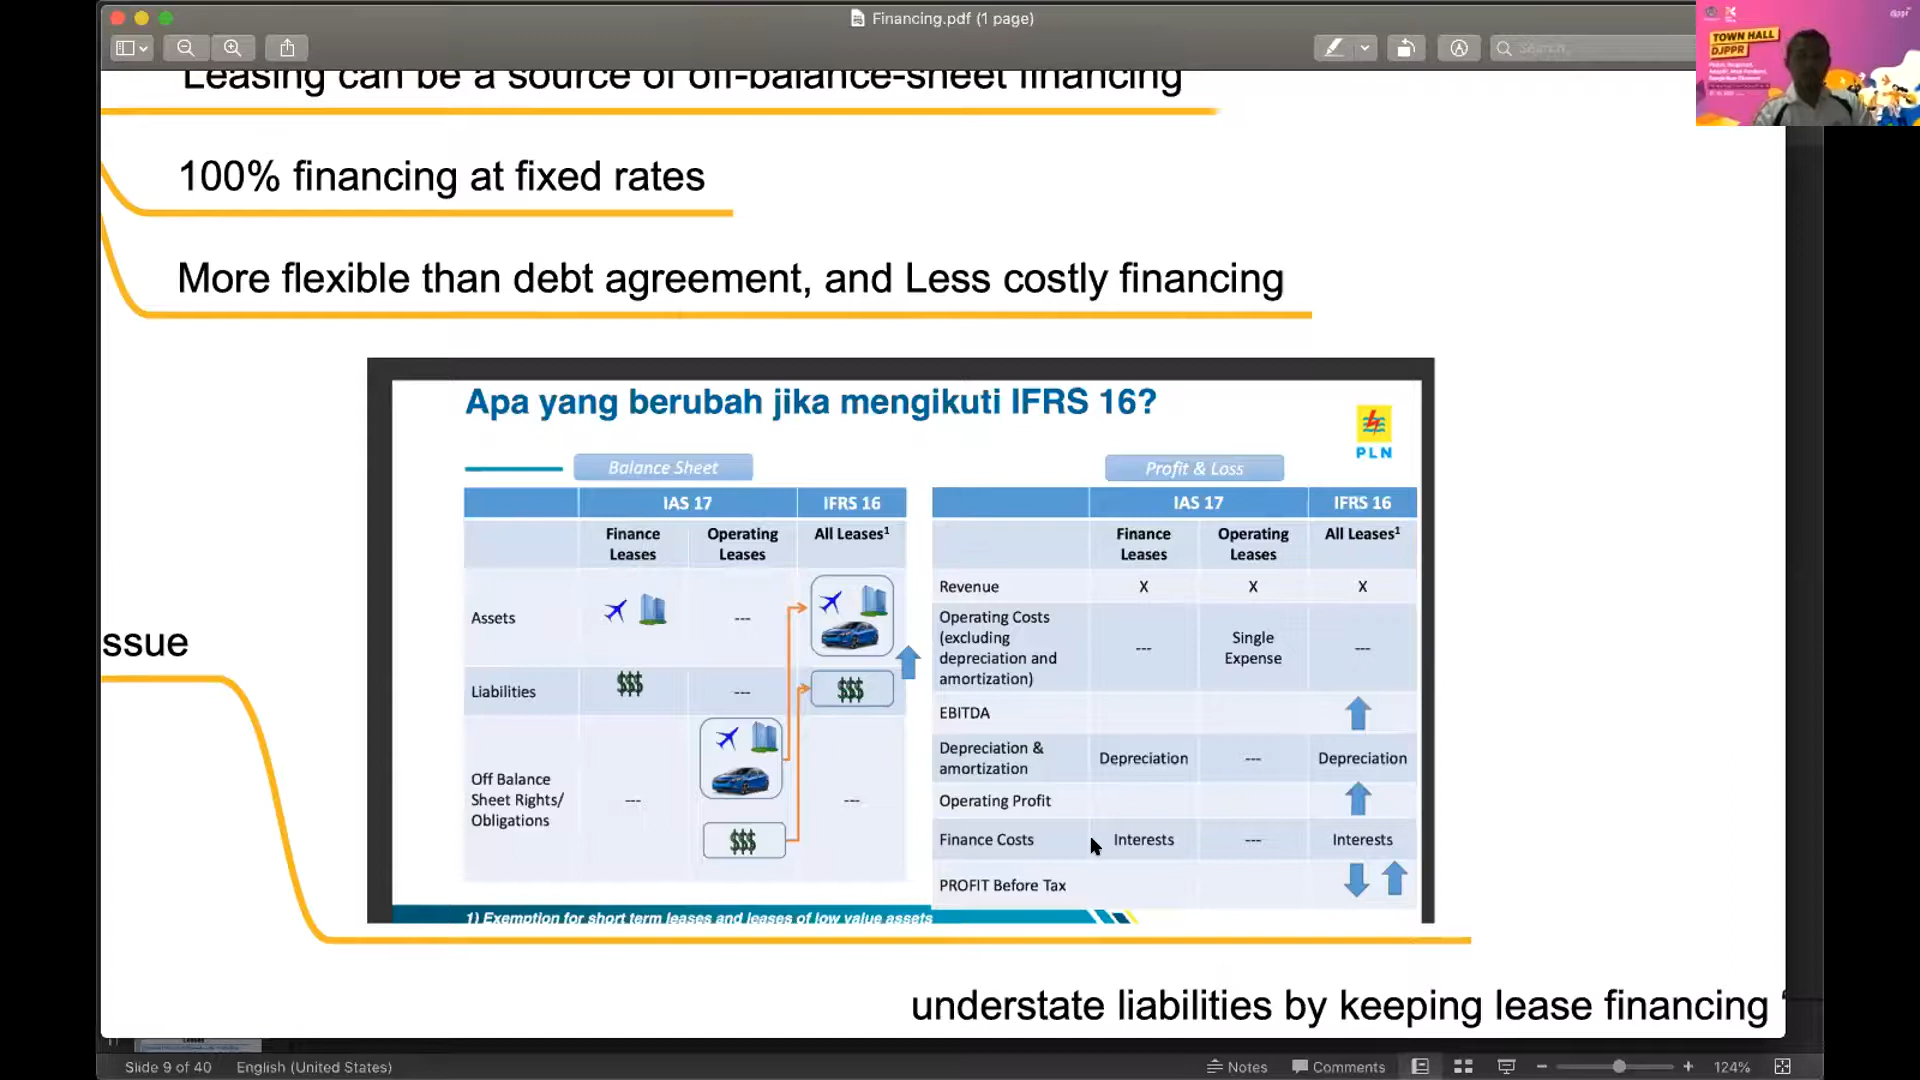 Financing.pdf (1 page)
Search
TOWN HALL
DJPPR
Leasing can be a source of off-balance-sheet financing
100% financing at fixed rates
More flexible than debt agreement, and Less costly financing
Apa yang berubah jika mengikuti IFRS 16?
PLN
Balance Sheet
IAS 17 IFRS 16
Finance Leases Operating Leases All Leases¹
Assets ---
Liabilities $$$ --- $$$
Off Balance Sheet Rights/ Obligations --- $$$ ---
Profit & Loss
IAS 17 IFRS 16
Finance Leases Operating Leases All Leases¹
Revenue X X X
Operating Costs (excluding depreciation and amortization) --- Single Expense ---
EBITDA
Depreciation & amortization Depreciation --- Depreciation
Operating Profit
Finance Costs Interests --- Interests
PROFIT Before Tax
1) Exemption for short term leases and leases of low value assets
ssue
understate liabilities by keeping lease financing
Slide 9 of 40 English (United States) Notes Comments 124%